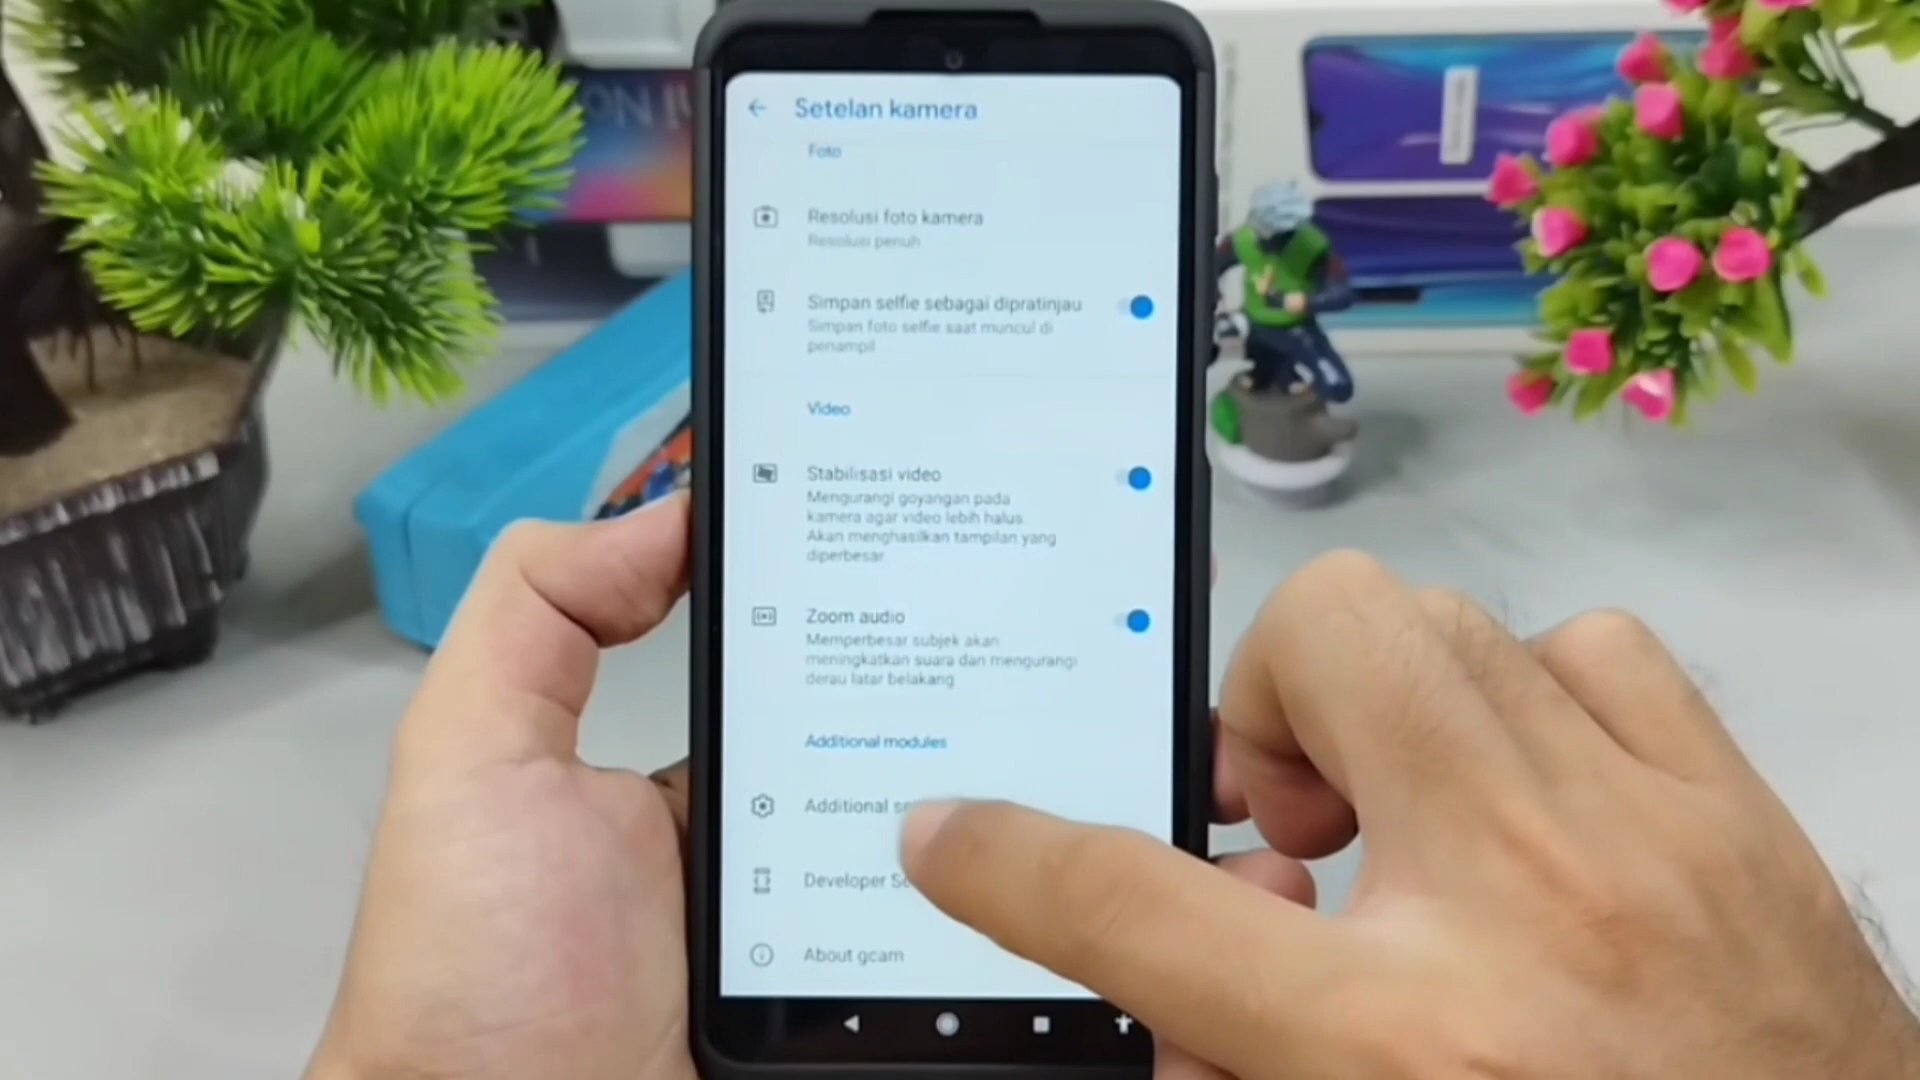 Setelan kamera
Foto
Resolusi foto kamera
Resolusi penuh
Simpan selfie sebagai dipratinjau
Simpan foto selfie saat muncul di
penampil
Video
Stabilisasi video
Mengurangi goyangan pada
kamera agar video lebih halus
Akan menghasilkan tampilan yang
diperbesar
Zoom audio
Memperbesar subjek akan
meningkatkan suara dan mengurangi
derau latar belakang
Additional modules
Additional
Developer
About gcam